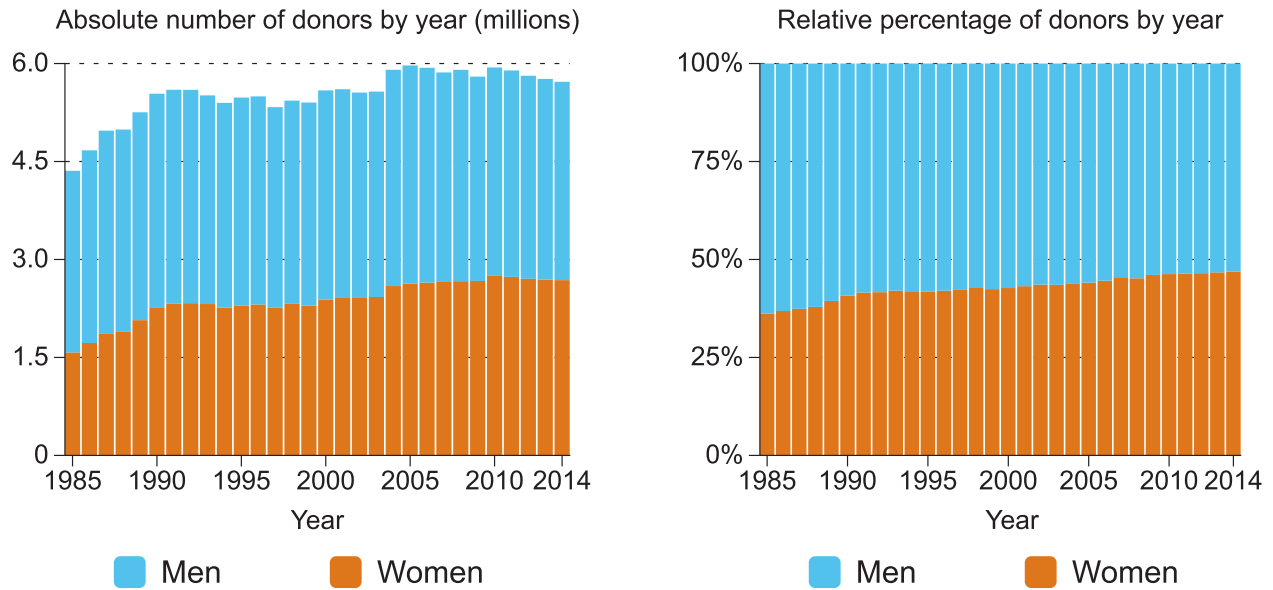 Absolute number of donors by year (millions)
6.0
4.5
3.0
1.5
0
1985 1990 1995 2000 2005 2010 2014
Year
Men Women
Relative percentage of donors by year
100%
75%
50%
25%
0%
1985 1990 1995 2000 2005 2010 2014
Year
Men Women